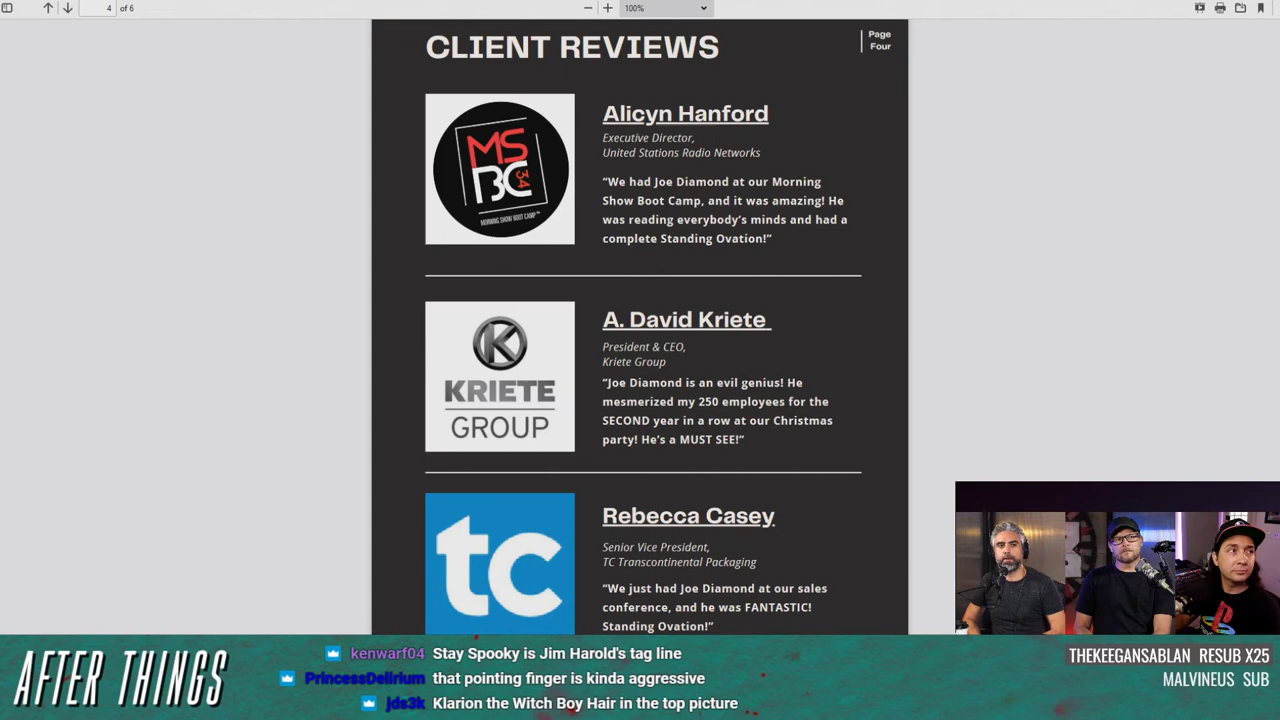 4 of 6
100%
CLIENT REVIEWS
Page
Four
MS
BC
34
MORNING SHOW BOOT CAMP™
Alicyn Hanford
Executive Director,
United Stations Radio Networks
“We had Joe Diamond at our Morning
Show Boot Camp, and it was amazing! He
was reading everybody’s minds and had a
complete Standing Ovation!”
K
KRIETE
GROUP
A. David Kriete
President & CEO,
Kriete Group
“Joe Diamond is an evil genius! He
mesmerized my 250 employees for the
SECOND year in a row at our Christmas
party! He’s a MUST SEE!”
tc
Rebecca Casey
Senior Vice President,
TC Transcontinental Packaging
“We just had Joe Diamond at our sales
conference, and he was FANTASTIC!
Standing Ovation!”
AFTER THINGS
kenwarf04 Stay Spooky is Jim Harold's tag line
PrincessDelirium that pointing finger is kinda aggressive
jds3k Klarion the Witch Boy Hair in the top picture
THEKEEGANSABLAN RESUB X25
MALVINEUS SUB